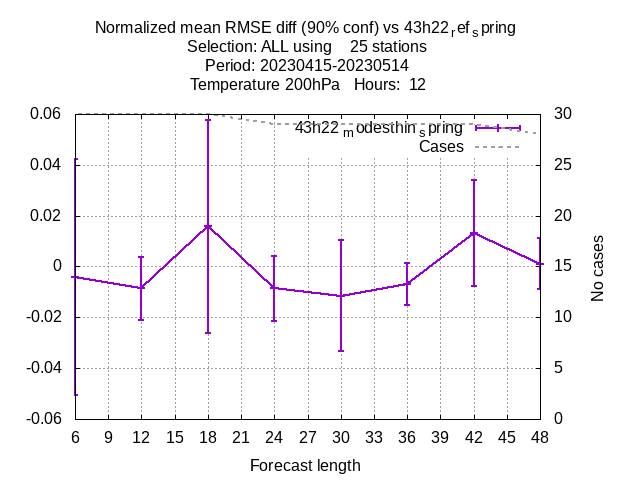 Normalized mean RMSE diff (90% conf) vs 43h22refspring
Selection: ALL using 25 stations
Period: 20230415-20230514
Temperature 200hPa Hours: 12
43h22modesthinspring
Cases
0.06
0.04
0.02
0
-0.02
-0.04
-0.06
30
25
20
15
10
5
0
No cases
6 9 12 15 18 21 24 27 30 33 36 39 42 45 48
Forecast length